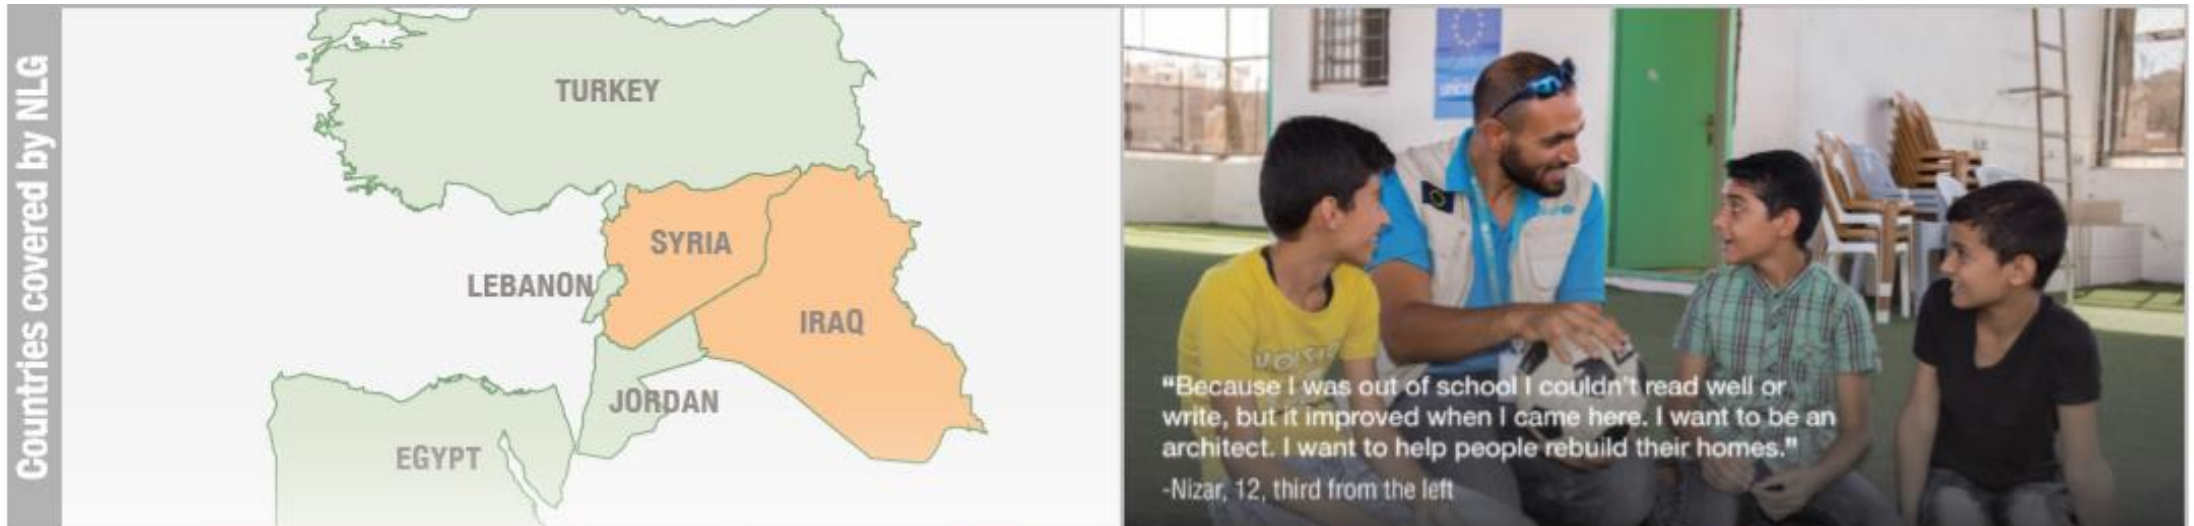 Countries covered by NLG
TURKEY
SYRIA
LEBANON
IRAQ
JORDAN
EGYPT
“Because I was out of school I couldn’t read well or
write, but it improved when I came here. I want to be an
architect. I want to help people rebuild their homes.”
-Nizar, 12, third from the left